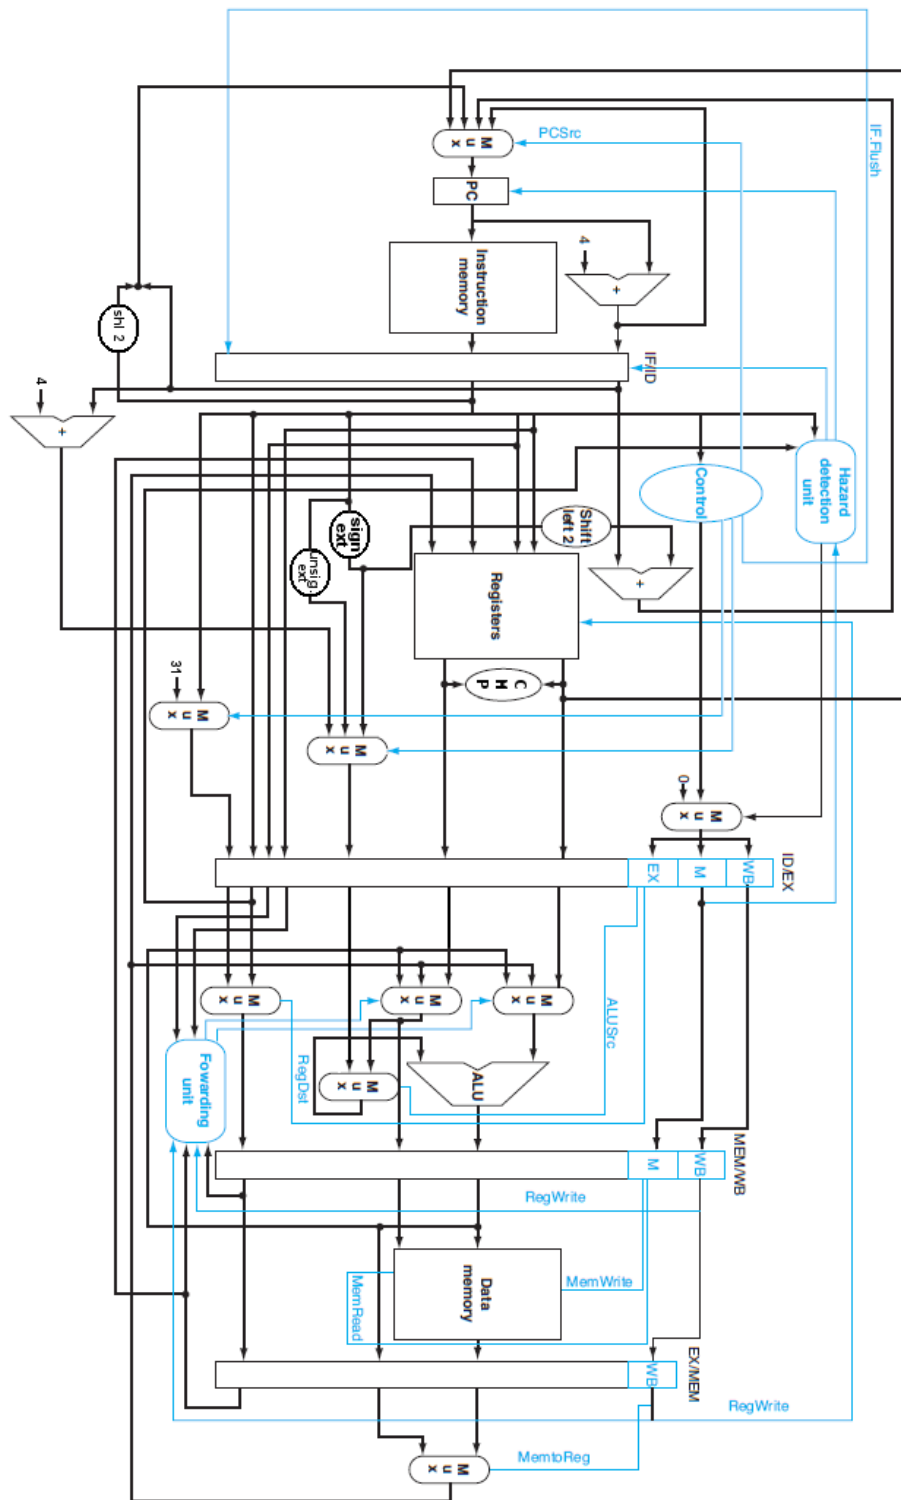 IF.Flush
PCSrc
M
u
x
PC
Instruction
memory
4
+
shl 2
IF/ID
4
+
Hazard
detection
unit
Control
Shift
left 2
sign
ext
unsig.
ext
+
Registers
C
M
P
31
M
u
x
M
u
x
0
M
u
x
ID/EX
WB
M
EX
M
u
x
M
u
x
M
u
x
ALUSrc
Fowarding
unit
RegDst
M
u
x
ALU
MEM/WB
WB
M
RegWrite
Data
memory
MemWrite
MemRead
EX/MEM
WB
RegWrite
MemtoReg
M
u
x